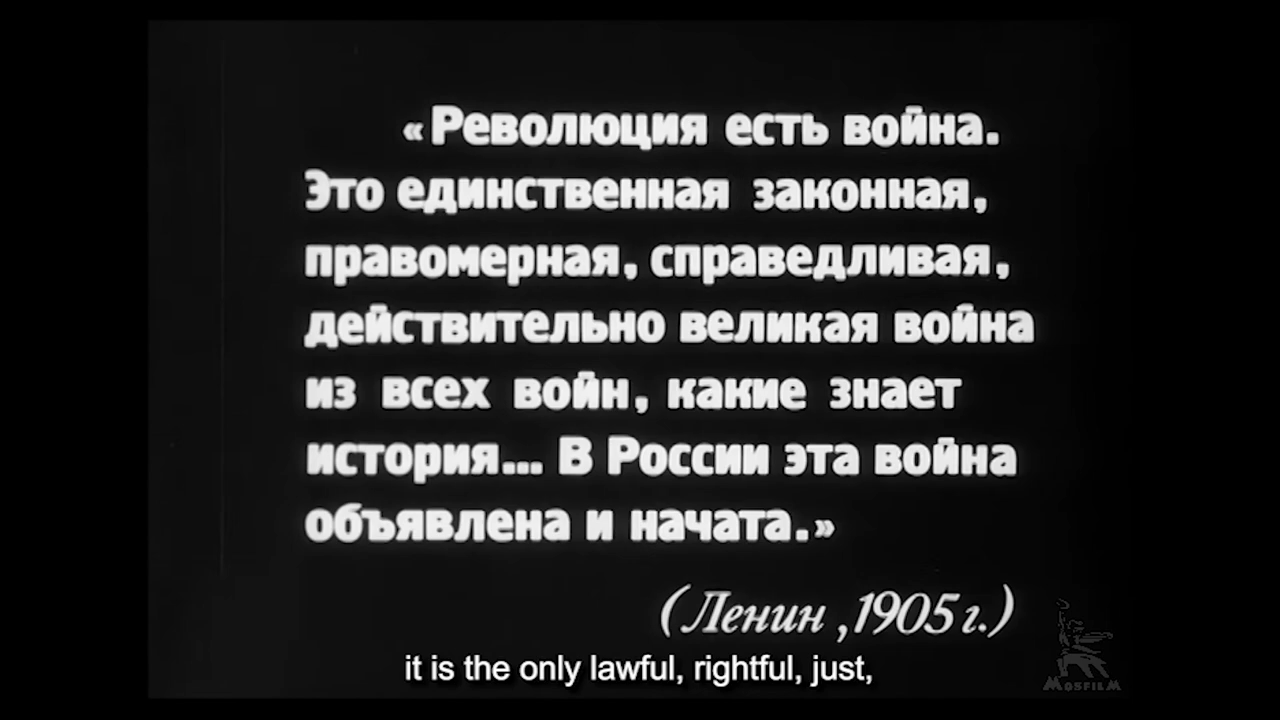 «Революция есть война.
Это единственная законная,
правомерная, справедливая,
действительно великая война
из всех войн, какие знает
история... В России эта война
объявлена и начата.»
(Ленин ,1905 г.)
it is the only lawful, rightful, just,
MOSFILM